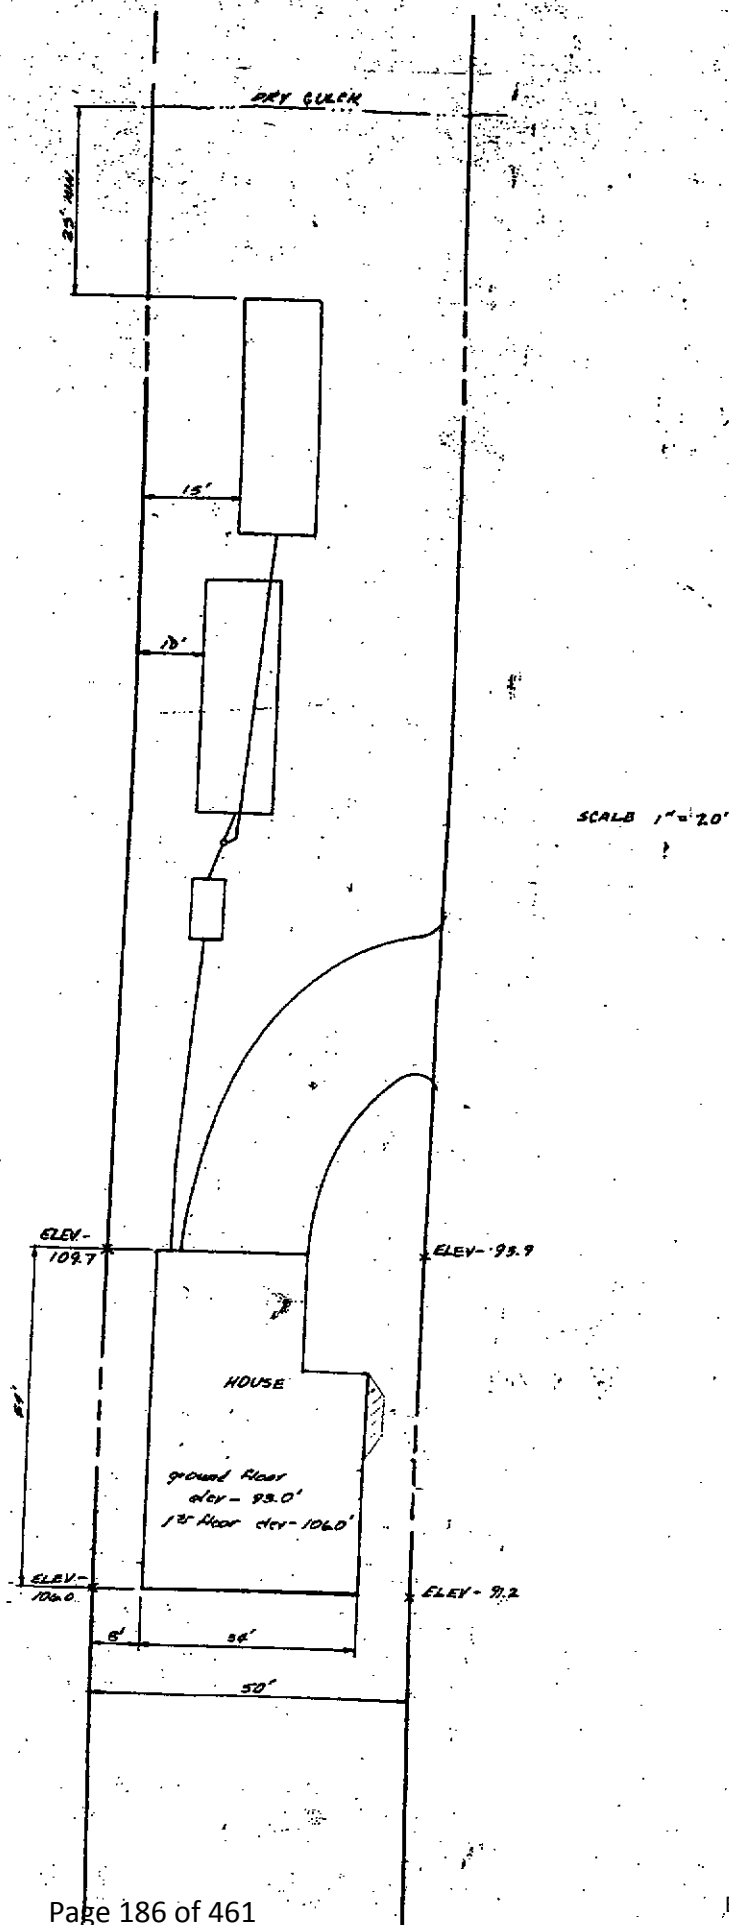 DRY GULCH
25' MIN.
15'
10'
SCALE 1" = 20'
ELEV-
109.7
ELEV- 93.9
54'
HOUSE
ground floor
elev- 93.0'
1st floor elev- 106.0'
ELEV-
106.0
ELEV- 91.2
8'
34'
50'
Page 186 of 461